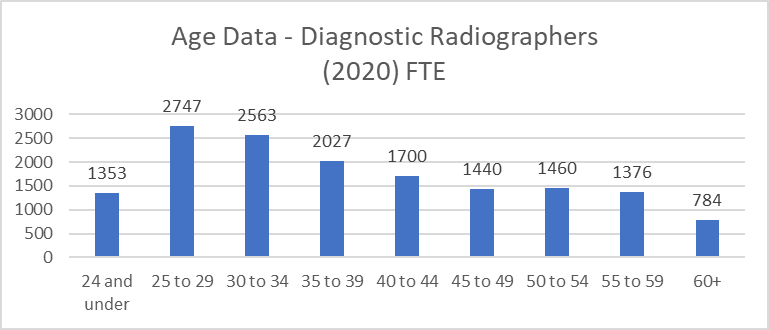 Age Data - Diagnostic Radiographers
(2020) FTE
3000
2500
2000
1500
1000
500
0
1353
2747
2563
2027
1700
1440
1460
1376
784
24 and
under
25 to 29
30 to 34
35 to 39
40 to 44
45 to 49
50 to 54
55 to 59
60+